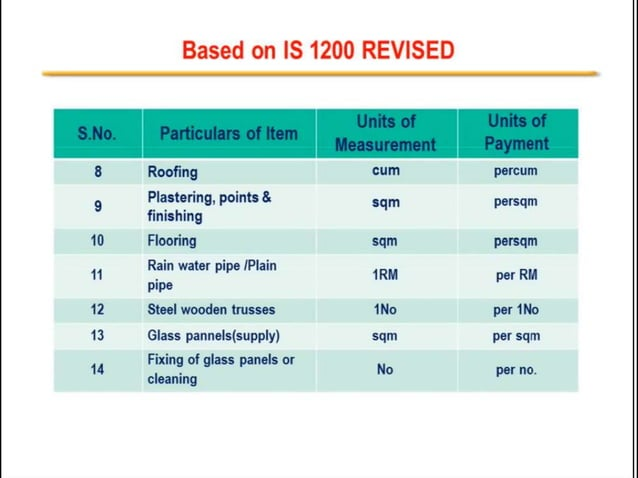 Based on IS 1200 REVISED
S.No. Particulars of Item Units of Measurement Units of Payment
8 Roofing cum percum
9 Plastering, points & finishing sqm persqm
10 Flooring sqm persqm
11 Rain water pipe /Plain pipe 1RM per RM
12 Steel wooden trusses 1No per 1No
13 Glass pannels(supply) sqm per sqm
14 Fixing of glass panels or cleaning No per no.